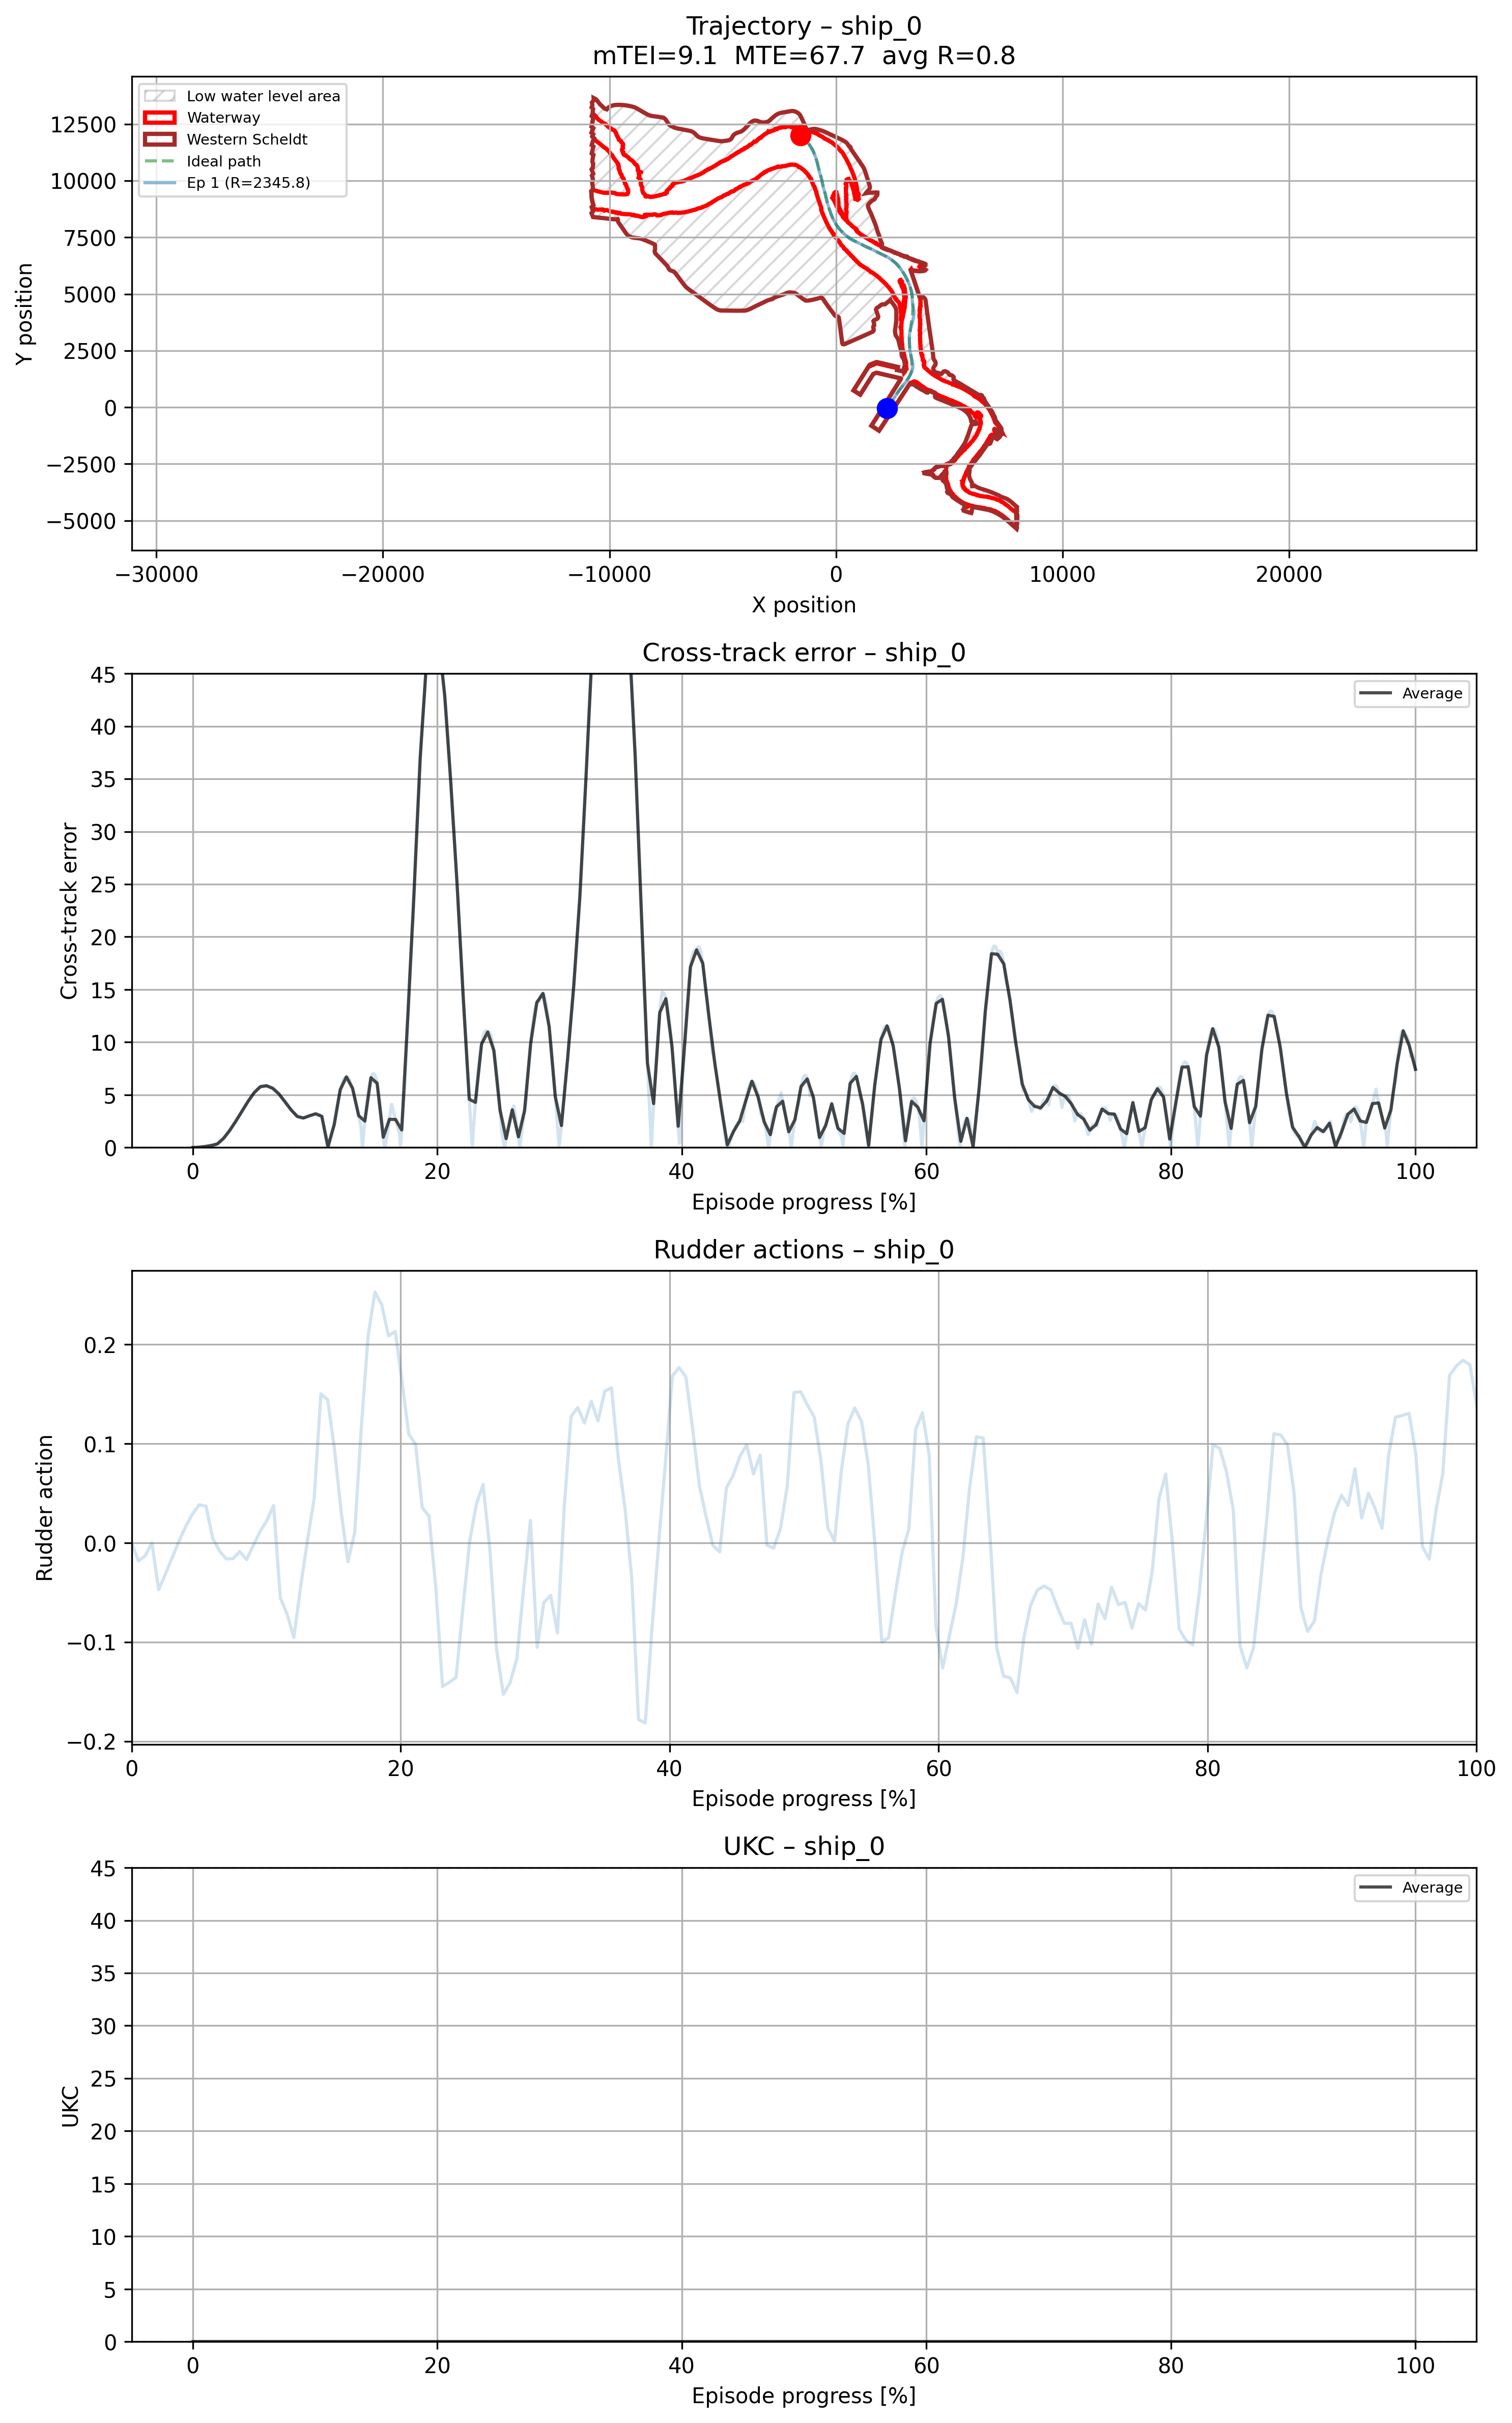 Trajectory – ship_0
mTEI=9.1  MTE=67.7  avg R=0.8
Low water level area
Waterway
Western Scheldt
Ideal path
Ep 1 (R=2345.8)
12500
10000
7500
5000
2500
0
−2500
−5000
Y position
−30000
−20000
−10000
0
10000
20000
X position
Cross-track error – ship_0
Average
45
40
35
30
25
20
15
10
5
0
Cross-track error
0
20
40
60
80
100
Episode progress [%]
Rudder actions – ship_0
0.2
0.1
0.0
−0.1
−0.2
Rudder action
0
20
40
60
80
100
Episode progress [%]
UKC – ship_0
Average
45
40
35
30
25
20
15
10
5
0
UKC
0
20
40
60
80
100
Episode progress [%]